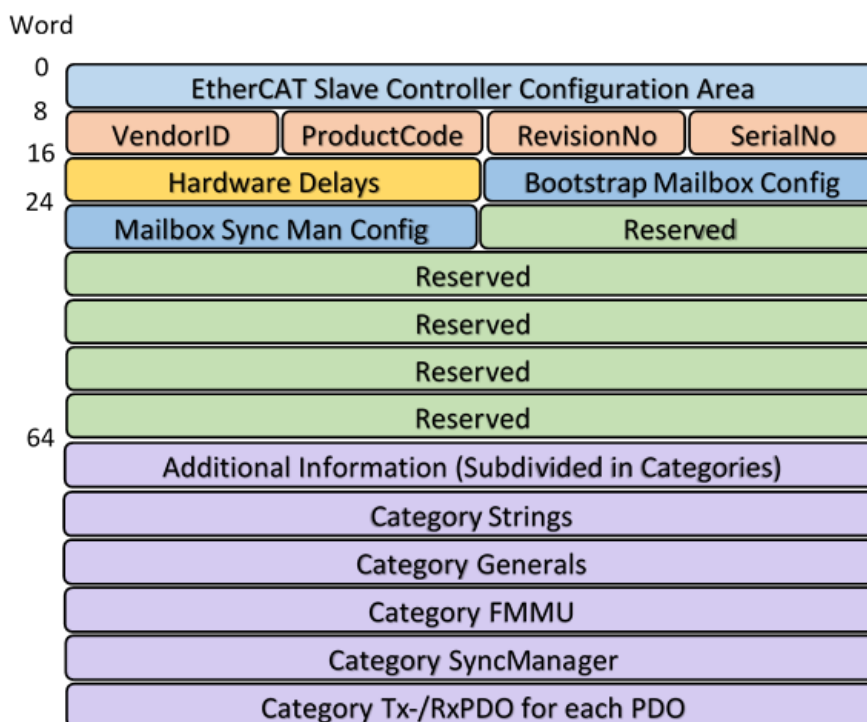 Word
0
EtherCAT Slave Controller Configuration Area
8
VendorID ProductCode RevisionNo SerialNo
16
Hardware Delays Bootstrap Mailbox Config
24
Mailbox Sync Man Config Reserved
Reserved
Reserved
Reserved
Reserved
64
Additional Information (Subdivided in Categories)
Category Strings
Category Generals
Category FMMU
Category SyncManager
Category Tx-/RxPDO for each PDO